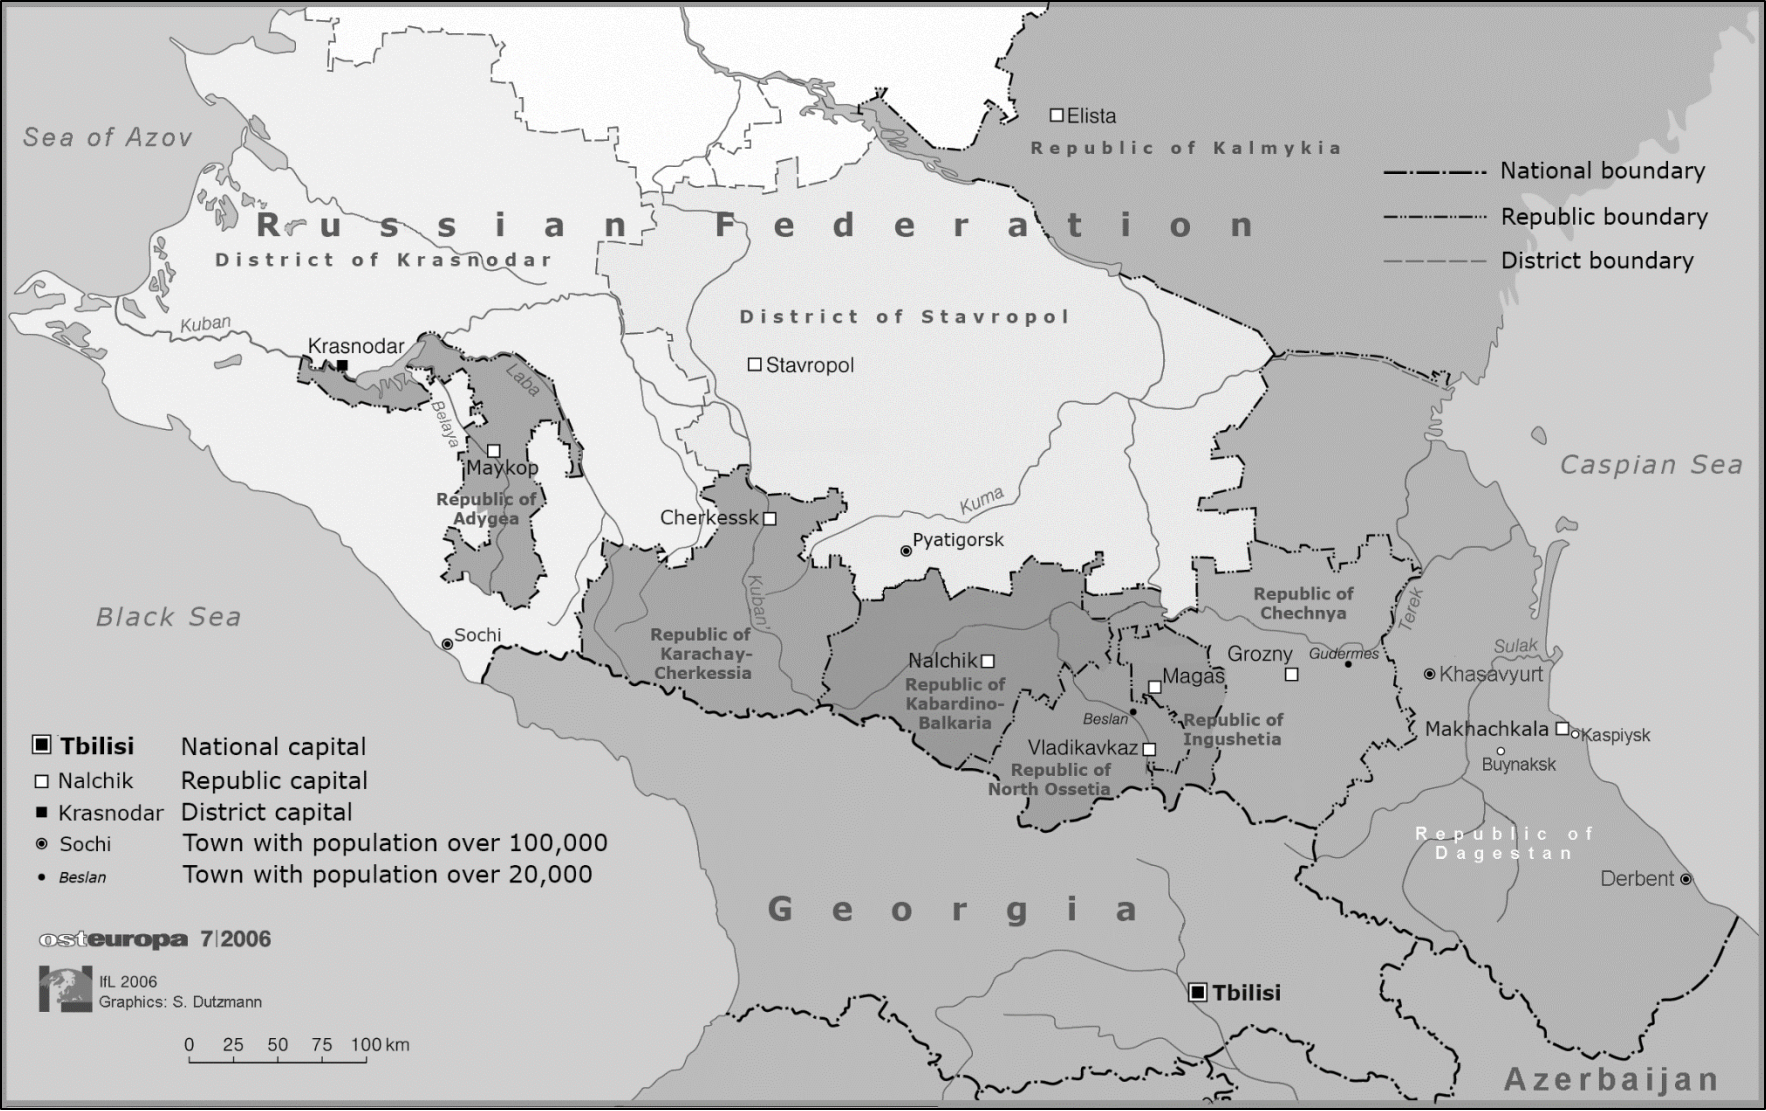 Sea of Azov
Elista
Republic of Kalmykia
National boundary
Republic boundary
District boundary
Russian Federation
District of Krasnodar
District of Stavropol
Kuban
Krasnodar
Stavropol
Laba
Belaya
Maykop
Republic of
Adygea
Caspian Sea
Cherkessk
Kuma
Pyatigorsk
Kuban'
Black Sea
Sochi
Republic of
Karachay-
Cherkessia
Republic of
Chechnya
Terek
Nalchik
Republic of
Kabardino-
Balkaria
Grozny
Gudermes
Magas
Sulak
Khasavyurt
Beslan
Republic of
Ingushetia
Vladikavkaz
Republic of
North Ossetia
Makhachkala
Kaspiysk
Buynaksk
Republic of
Dagestan
Derbent
Tbilisi National capital
Nalchik Republic capital
Krasnodar District capital
Sochi Town with population over 100,000
Beslan Town with population over 20,000
Georgia
osteuropa 7|2006
IfL 2006
Graphics: S. Dutzmann
Tbilisi
0 25 50 75 100 km
Azerbaijan